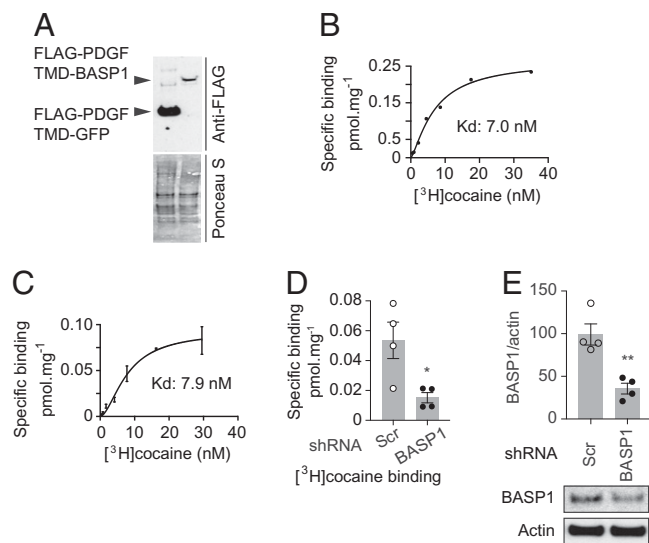 A
FLAG-PDGF
TMD-BASP1
FLAG-PDGF
TMD-GFP
Anti-FLAG
Ponceau S
B
Specific binding
pmol.mg-1
0.25
0.15
0.05
0
Kd: 7.0 nM
0 10 20 30 40
[3H]cocaine (nM)
C
Specific binding
pmol.mg-1
0.10
0.05
0
Kd: 7.9 nM
0 10 20 30 40
[3H]cocaine (nM)
D
Specific binding
pmol.mg-1
0.08
0.06
0.04
0.02
0
*
shRNA
Scr
BASP1
[3H]cocaine binding
E
BASP1/actin
150
100
50
0
**
shRNA
Scr
BASP1
BASP1
Actin